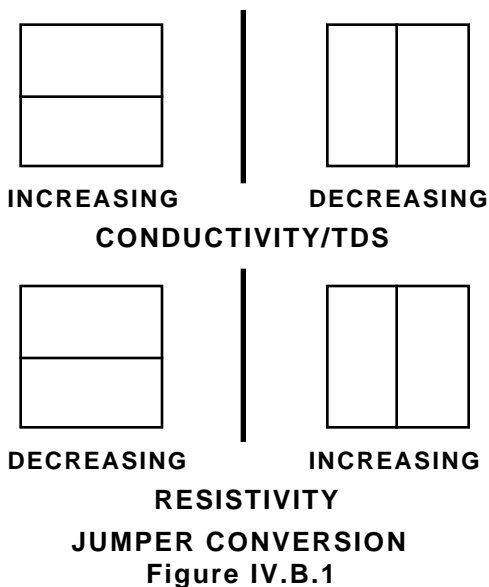 INCREASING DECREASING
CONDUCTIVITY/TDS
DECREASING INCREASING
RESISTIVITY
JUMPER CONVERSION
Figure IV.B.1